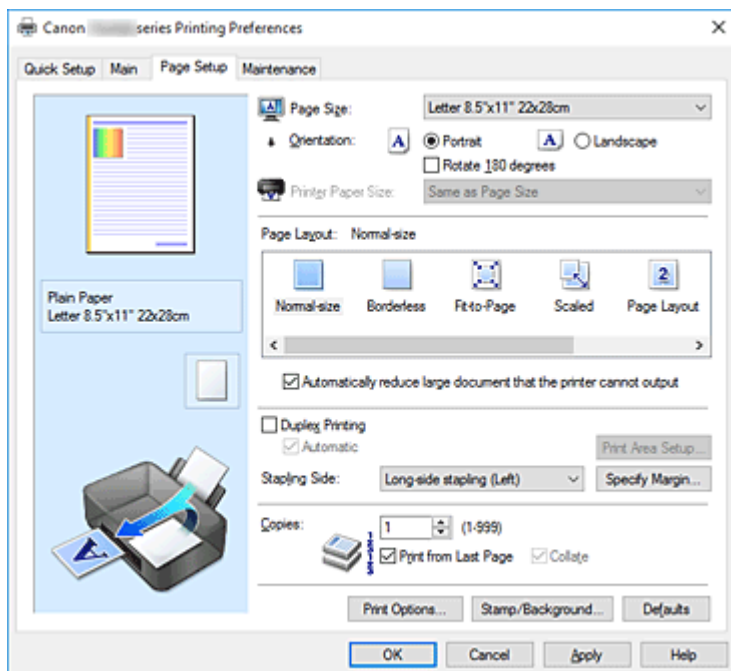 Canon series Printing Preferences
Quick Setup Main Page Setup Maintenance
Page Size: Letter 8.5"x11" 22x28cm
Orientation: A Portrait A Landscape
Rotate 180 degrees
Printer Paper Size: Same as Page Size
Page Layout: Normal-size
2
Normal-size Borderless Fit-to-Page Scaled Page Layout
Plain Paper
Letter 8.5"x11" 22x28cm
Automatically reduce large document that the printer cannot output
Duplex Printing
Automatic Print Area Setup...
Stapling Side: Long-side stapling (Left) Specify Margin...
Copies: 1 (1-999)
Print from Last Page Collate
A
Print Options... Stamp/Background... Defaults
OK Cancel Apply Help